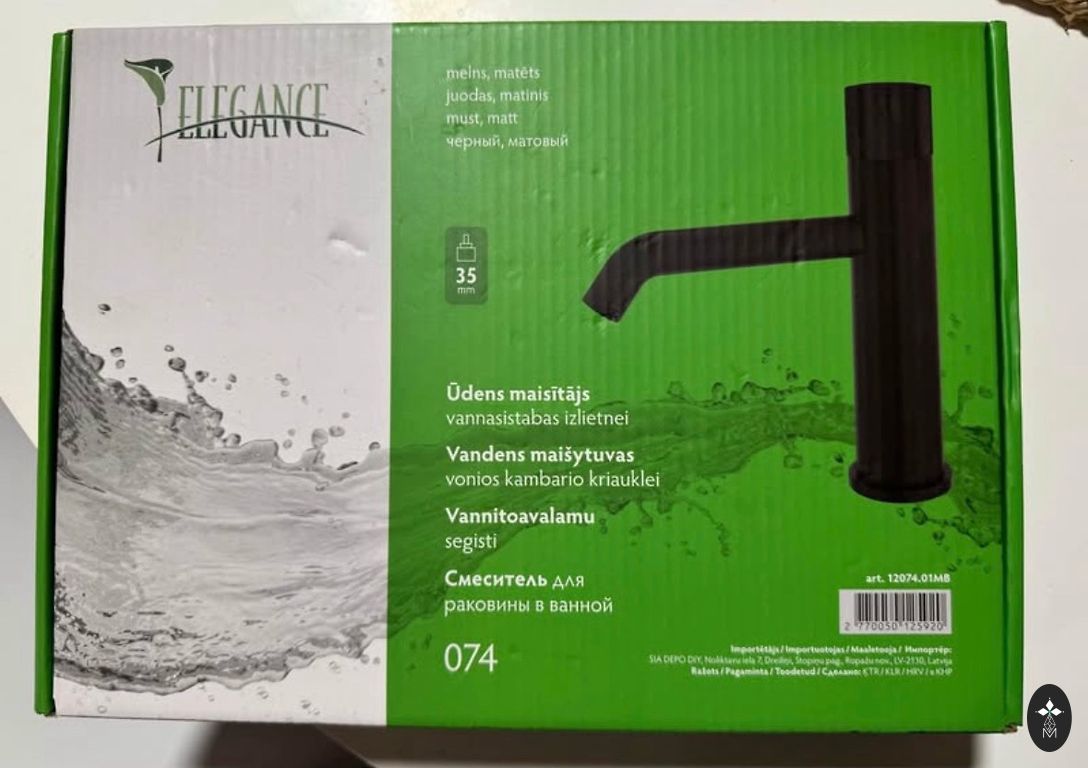 ELEGANCE
melns, matēts
juodas, matinis
must, matt
черный, матовый
35
mm
Ūdens maisītājs
vannasistabas izlietnei
Vandens maišytuvas
vonios kambario kriauklei
Vannitoavalamu
segisti
Смеситель для
раковины в ванной
074
art. 12074.01MB
2 770050 125920
Importētājs / Importuotojas / Maaletooja / Импортёр:
SIA DEPO DIY, Noliktavu iela 7, Dreiliņi, Stopiņu pag., Ropažu nov., LV-2130, Latvija
Ražots / Pagaminta / Toodetud / Сделано: ĶTR / KLR / HRV / в КНР
M